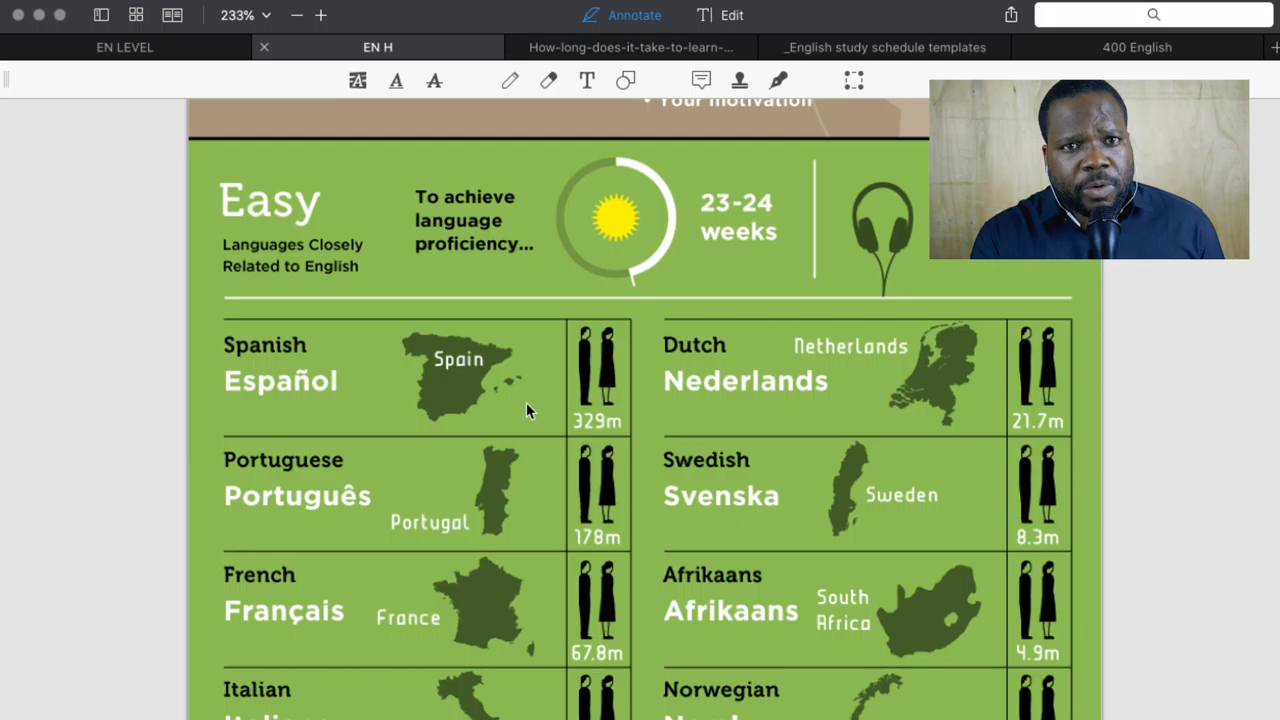 233%
Annotate
Edit
EN LEVEL
EN H
How-long-does-it-take-to-learn-...
_English study schedule templates
400 English
• Your motivation
Easy
Languages Closely
Related to English
To achieve
language
proficiency...
23-24
weeks
Spanish
Español
Spain
329m
Dutch
Nederlands
Netherlands
21.7m
Portuguese
Português
Portugal
178m
Swedish
Svenska
Sweden
8.3m
French
Français
France
67.8m
Afrikaans
Afrikaans
South
Africa
4.9m
Italian
Norwegian